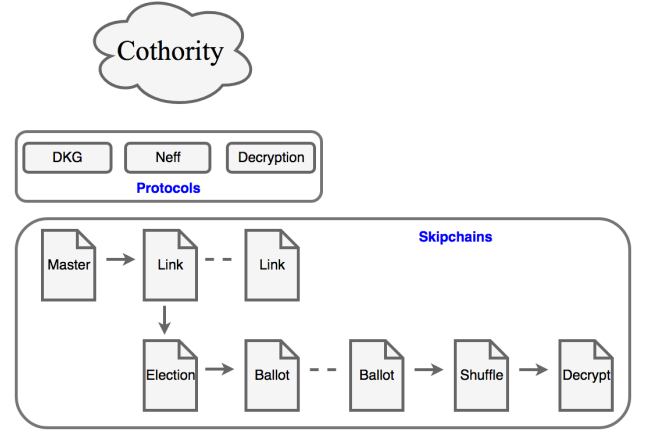 Cothority
DKG Neff Decryption
Protocols
Skipchains
Master Link Link
Election Ballot Ballot Shuffle Decrypt